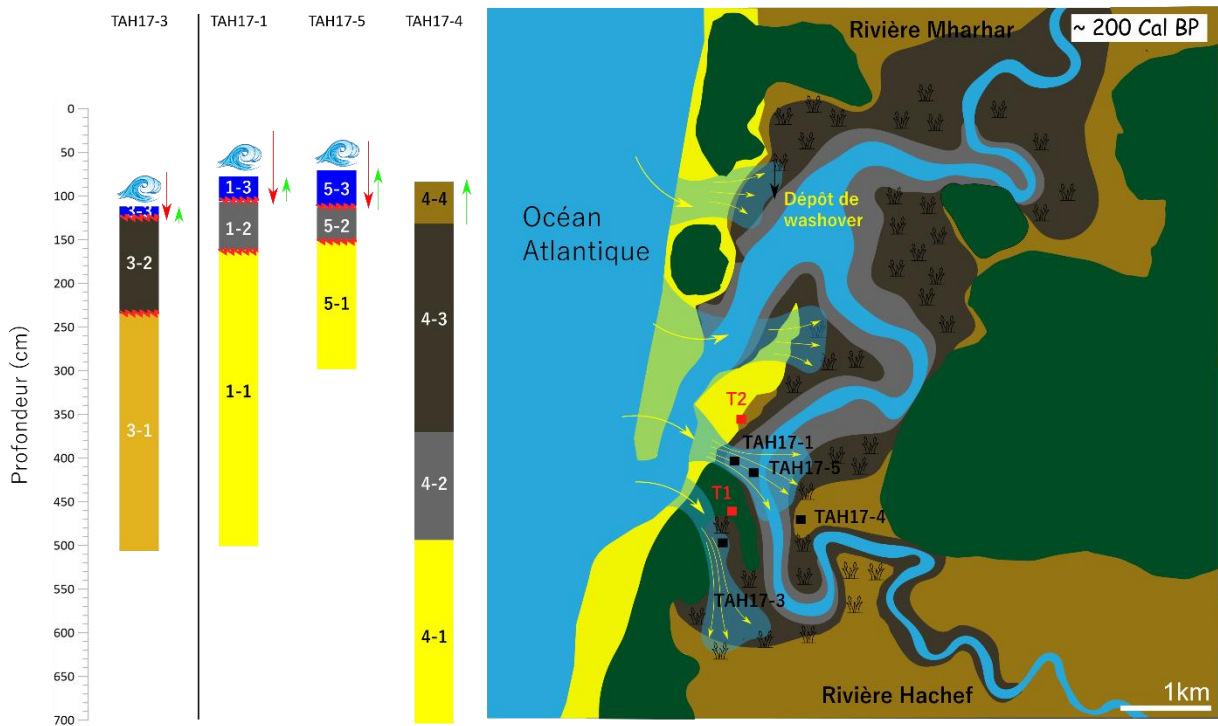 TAH17-3
TAH17-1
TAH17-5
TAH17-4
Profondeur (cm)
0
50
100
150
200
250
300
350
400
450
500
550
600
650
700
3-3
3-2
3-1
1-3
1-2
1-1
5-3
5-2
5-1
4-4
4-3
4-2
4-1
Rivière Mharhar
~ 200 Cal BP
Océan
Atlantique
Dépôt de
washover
T2
TAH17-1
TAH17-5
T1
TAH17-4
TAH17-3
Rivière Hachef
1km